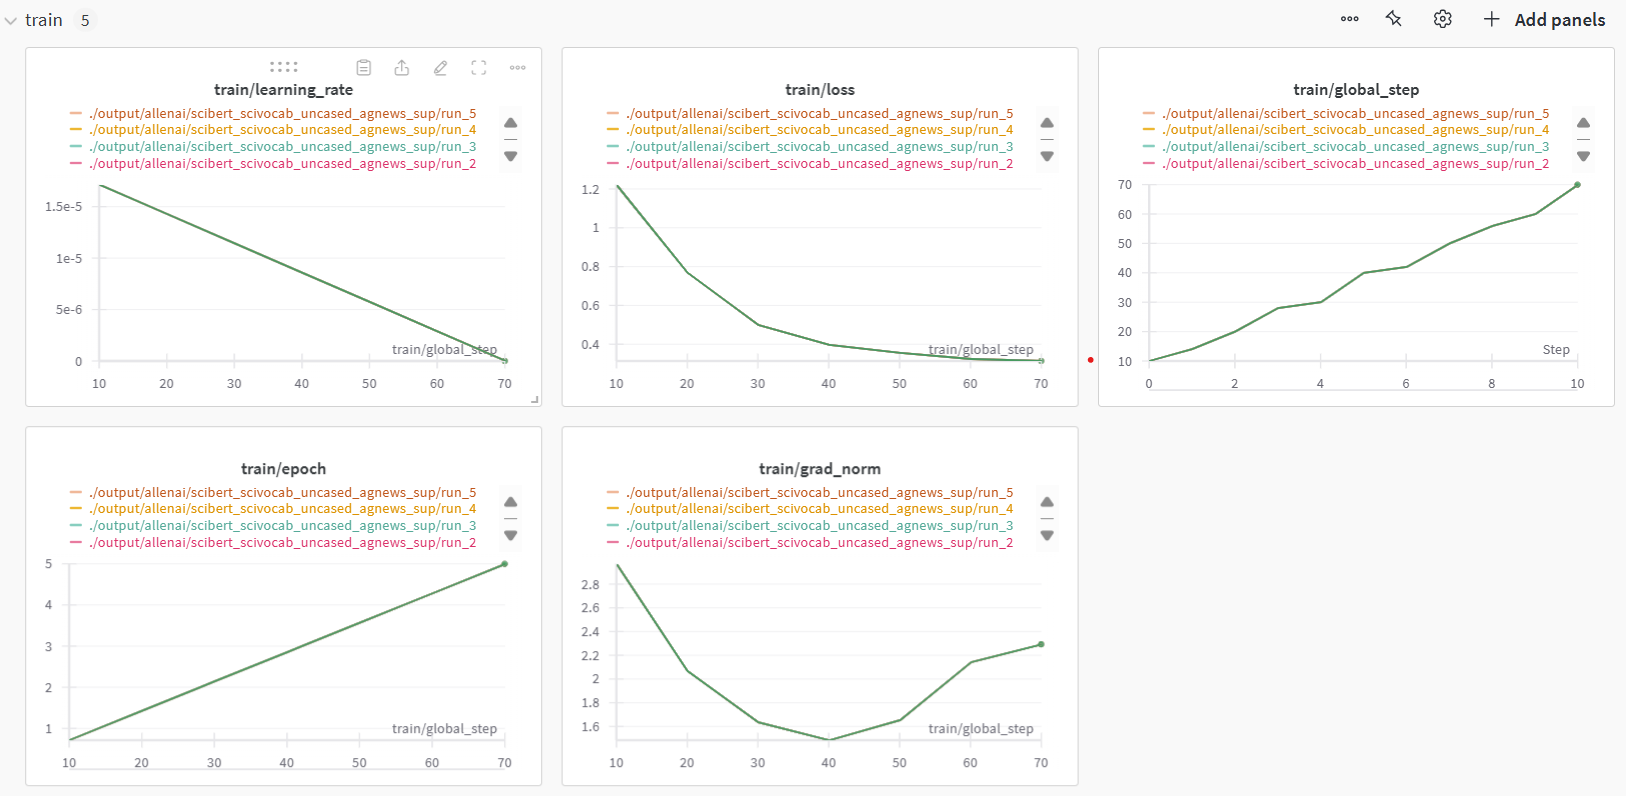 train 5
Add panels
train/learning_rate
./output/allenai/scibert_scivocab_uncased_agnews_sup/run_5
./output/allenai/scibert_scivocab_uncased_agnews_sup/run_4
./output/allenai/scibert_scivocab_uncased_agnews_sup/run_3
./output/allenai/scibert_scivocab_uncased_agnews_sup/run_2
1.5e-5
1e-5
5e-6
0
train/global_step
10 20 30 40 50 60 70
train/loss
./output/allenai/scibert_scivocab_uncased_agnews_sup/run_5
./output/allenai/scibert_scivocab_uncased_agnews_sup/run_4
./output/allenai/scibert_scivocab_uncased_agnews_sup/run_3
./output/allenai/scibert_scivocab_uncased_agnews_sup/run_2
1.2
1
0.8
0.6
0.4
train/global_step
10 20 30 40 50 60 70
train/global_step
./output/allenai/scibert_scivocab_uncased_agnews_sup/run_5
./output/allenai/scibert_scivocab_uncased_agnews_sup/run_4
./output/allenai/scibert_scivocab_uncased_agnews_sup/run_3
./output/allenai/scibert_scivocab_uncased_agnews_sup/run_2
70
60
50
40
30
20
10
Step
0 2 4 6 8 10
train/epoch
./output/allenai/scibert_scivocab_uncased_agnews_sup/run_5
./output/allenai/scibert_scivocab_uncased_agnews_sup/run_4
./output/allenai/scibert_scivocab_uncased_agnews_sup/run_3
./output/allenai/scibert_scivocab_uncased_agnews_sup/run_2
5
4
3
2
1
train/global_step
10 20 30 40 50 60 70
train/grad_norm
./output/allenai/scibert_scivocab_uncased_agnews_sup/run_5
./output/allenai/scibert_scivocab_uncased_agnews_sup/run_4
./output/allenai/scibert_scivocab_uncased_agnews_sup/run_3
./output/allenai/scibert_scivocab_uncased_agnews_sup/run_2
2.8
2.6
2.4
2.2
2
1.8
1.6
train/global_step
10 20 30 40 50 60 70